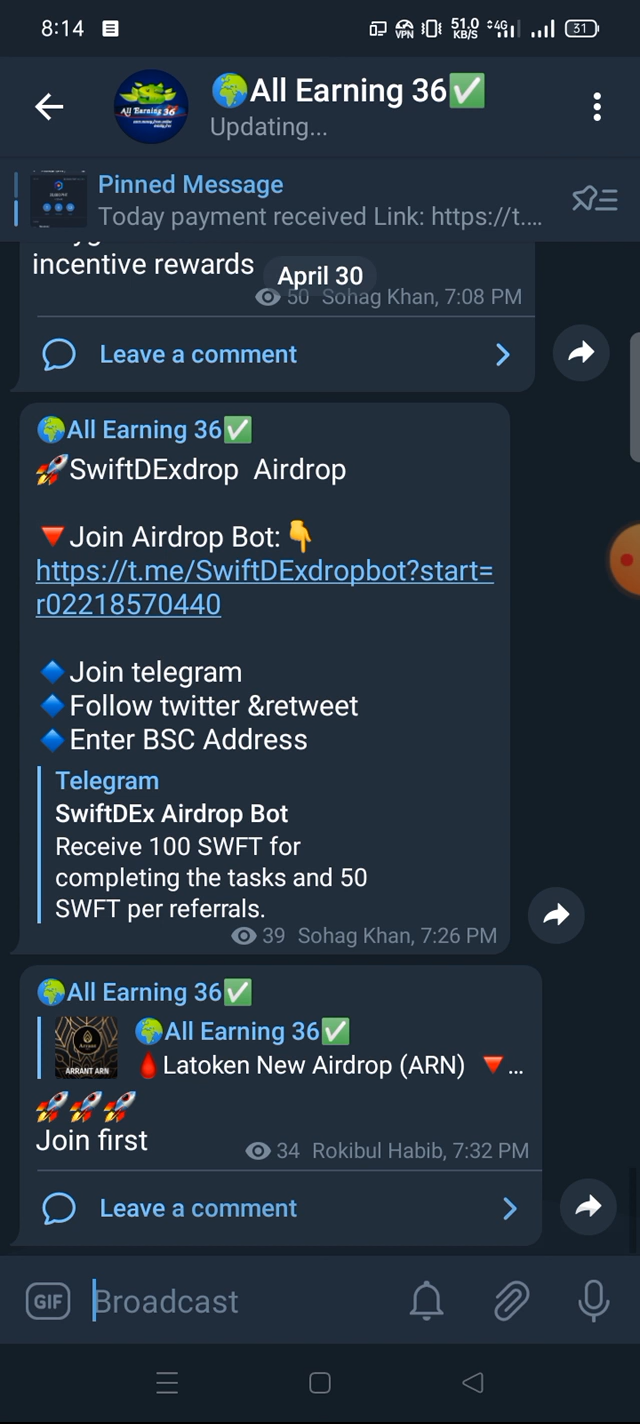 8:14
VPN 51.0 KB/S 4G 31
🌍All Earning 36✅
Updating...
All Earning 36
Pinned Message
Today payment received Link: https://t....
incentive rewards
April 30
50 Sohag Khan, 7:08 PM
Leave a comment
🌍All Earning 36✅
🚀SwiftDExdrop Airdrop
🔻Join Airdrop Bot:👇
https://t.me/SwiftDExdropbot?start=
r02218570440
🔷Join telegram
🔷Follow twitter &retweet
🔷Enter BSC Address
Telegram
SwiftDEx Airdrop Bot
Receive 100 SWFT for
completing the tasks and 50
SWFT per referrals.
39 Sohag Khan, 7:26 PM
🌍All Earning 36✅
🌍All Earning 36✅
🩸Latoken New Airdrop (ARN) 🔻...
ARRANT ARN
🚀🚀🚀
Join first
34 Rokibul Habib, 7:32 PM
Leave a comment
GIF Broadcast